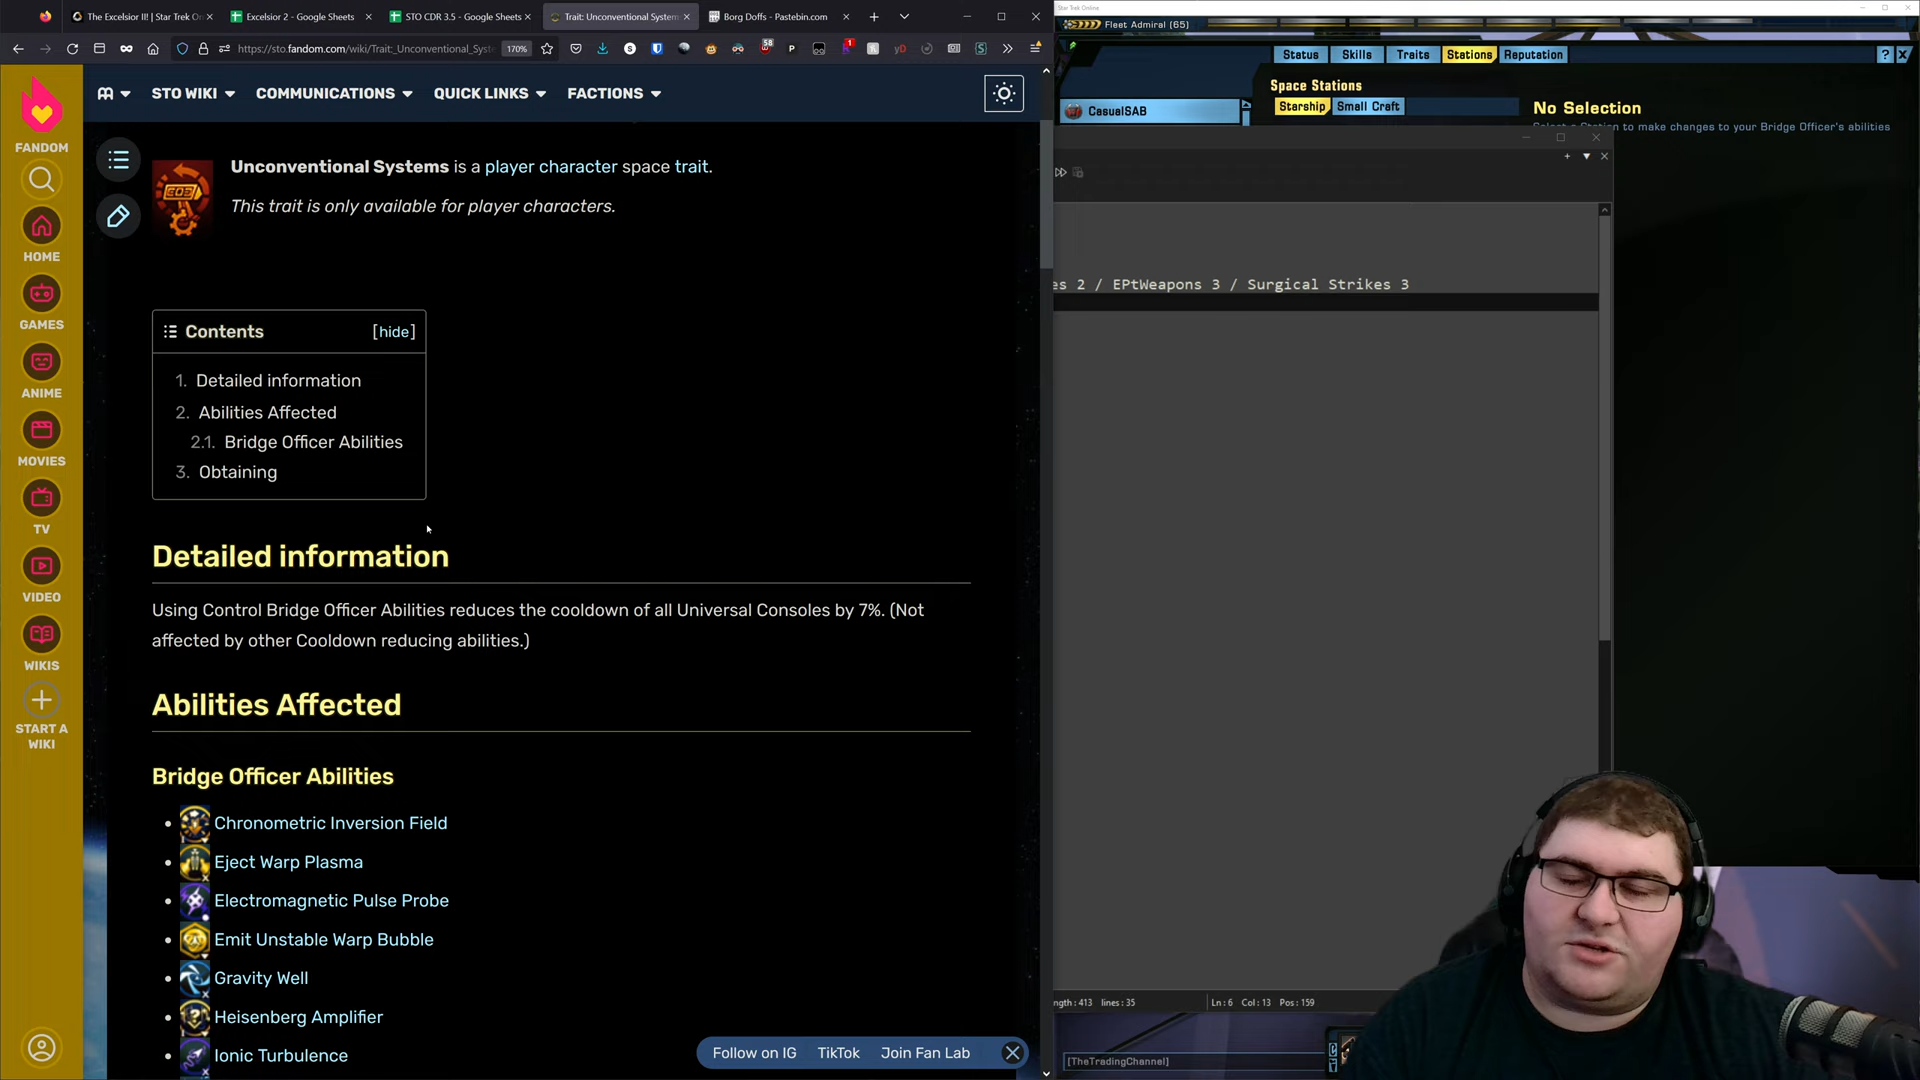 The Excelsior II! | Star Trek On
Excelsior 2 - Google Sheets
STO CDR 3.5 - Google Sheets
Trait: Unconventional System
Borg Doffs - Pastebin.com
https://sto.fandom.com/wiki/Trait:_Unconventional_Syst
170%
FANDOM
HOME
GAMES
ANIME
MOVIES
TV
VIDEO
WIKIS
START A
WIKI
STO WIKI
COMMUNICATIONS
QUICK LINKS
FACTIONS
Unconventional Systems is a player character space trait.
This trait is only available for player characters.
Contents [hide]
1. Detailed information
2. Abilities Affected
2.1. Bridge Officer Abilities
3. Obtaining
Detailed information
Using Control Bridge Officer Abilities reduces the cooldown of all Universal Consoles by 7%. (Not
affected by other Cooldown reducing abilities.)
Abilities Affected
Bridge Officer Abilities
Chronometric Inversion Field
Eject Warp Plasma
Electromagnetic Pulse Probe
Emit Unstable Warp Bubble
Gravity Well
Heisenberg Amplifier
Ionic Turbulence
Follow on IG TikTok Join Fan Lab
Star Trek Online
Fleet Admiral (65)
Status Skills Traits Stations Reputation
Space Stations
Starship Small Craft
No Selection
Select a Station to make changes to your Bridge Officer's abilities
CasualSAB
es 2 / EPtWeapons 3 / Surgical Strikes 3
ngth : 413 lines : 35
Ln : 6 Col : 13 Pos : 159
[TheTradingChannel]